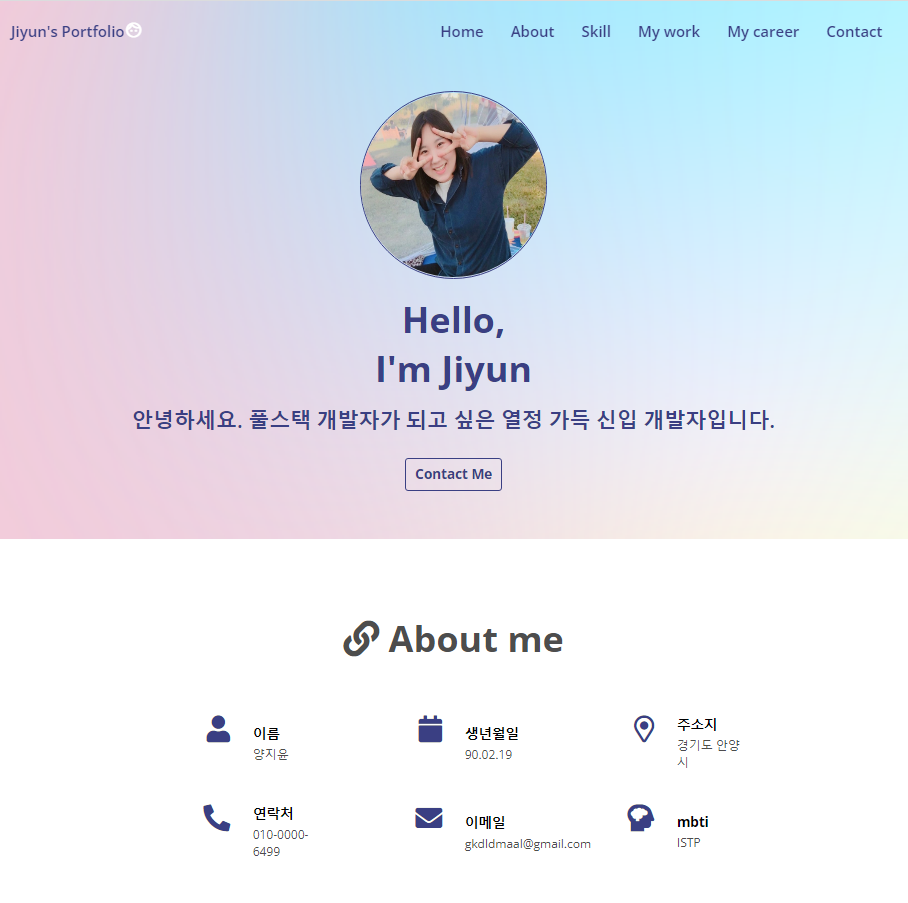 Jiyun's Portfolio
Home About Skill My work My career Contact
Hello,
I'm Jiyun
안녕하세요. 풀스택 개발자가 되고 싶은 열정 가득 신입 개발자입니다.
Contact Me
About me
이름
양지윤
생년월일
90.02.19
주소지
경기도 안양
시
연락처
010-0000-
6499
이메일
gkdldmaal@gmail.com
mbti
ISTP